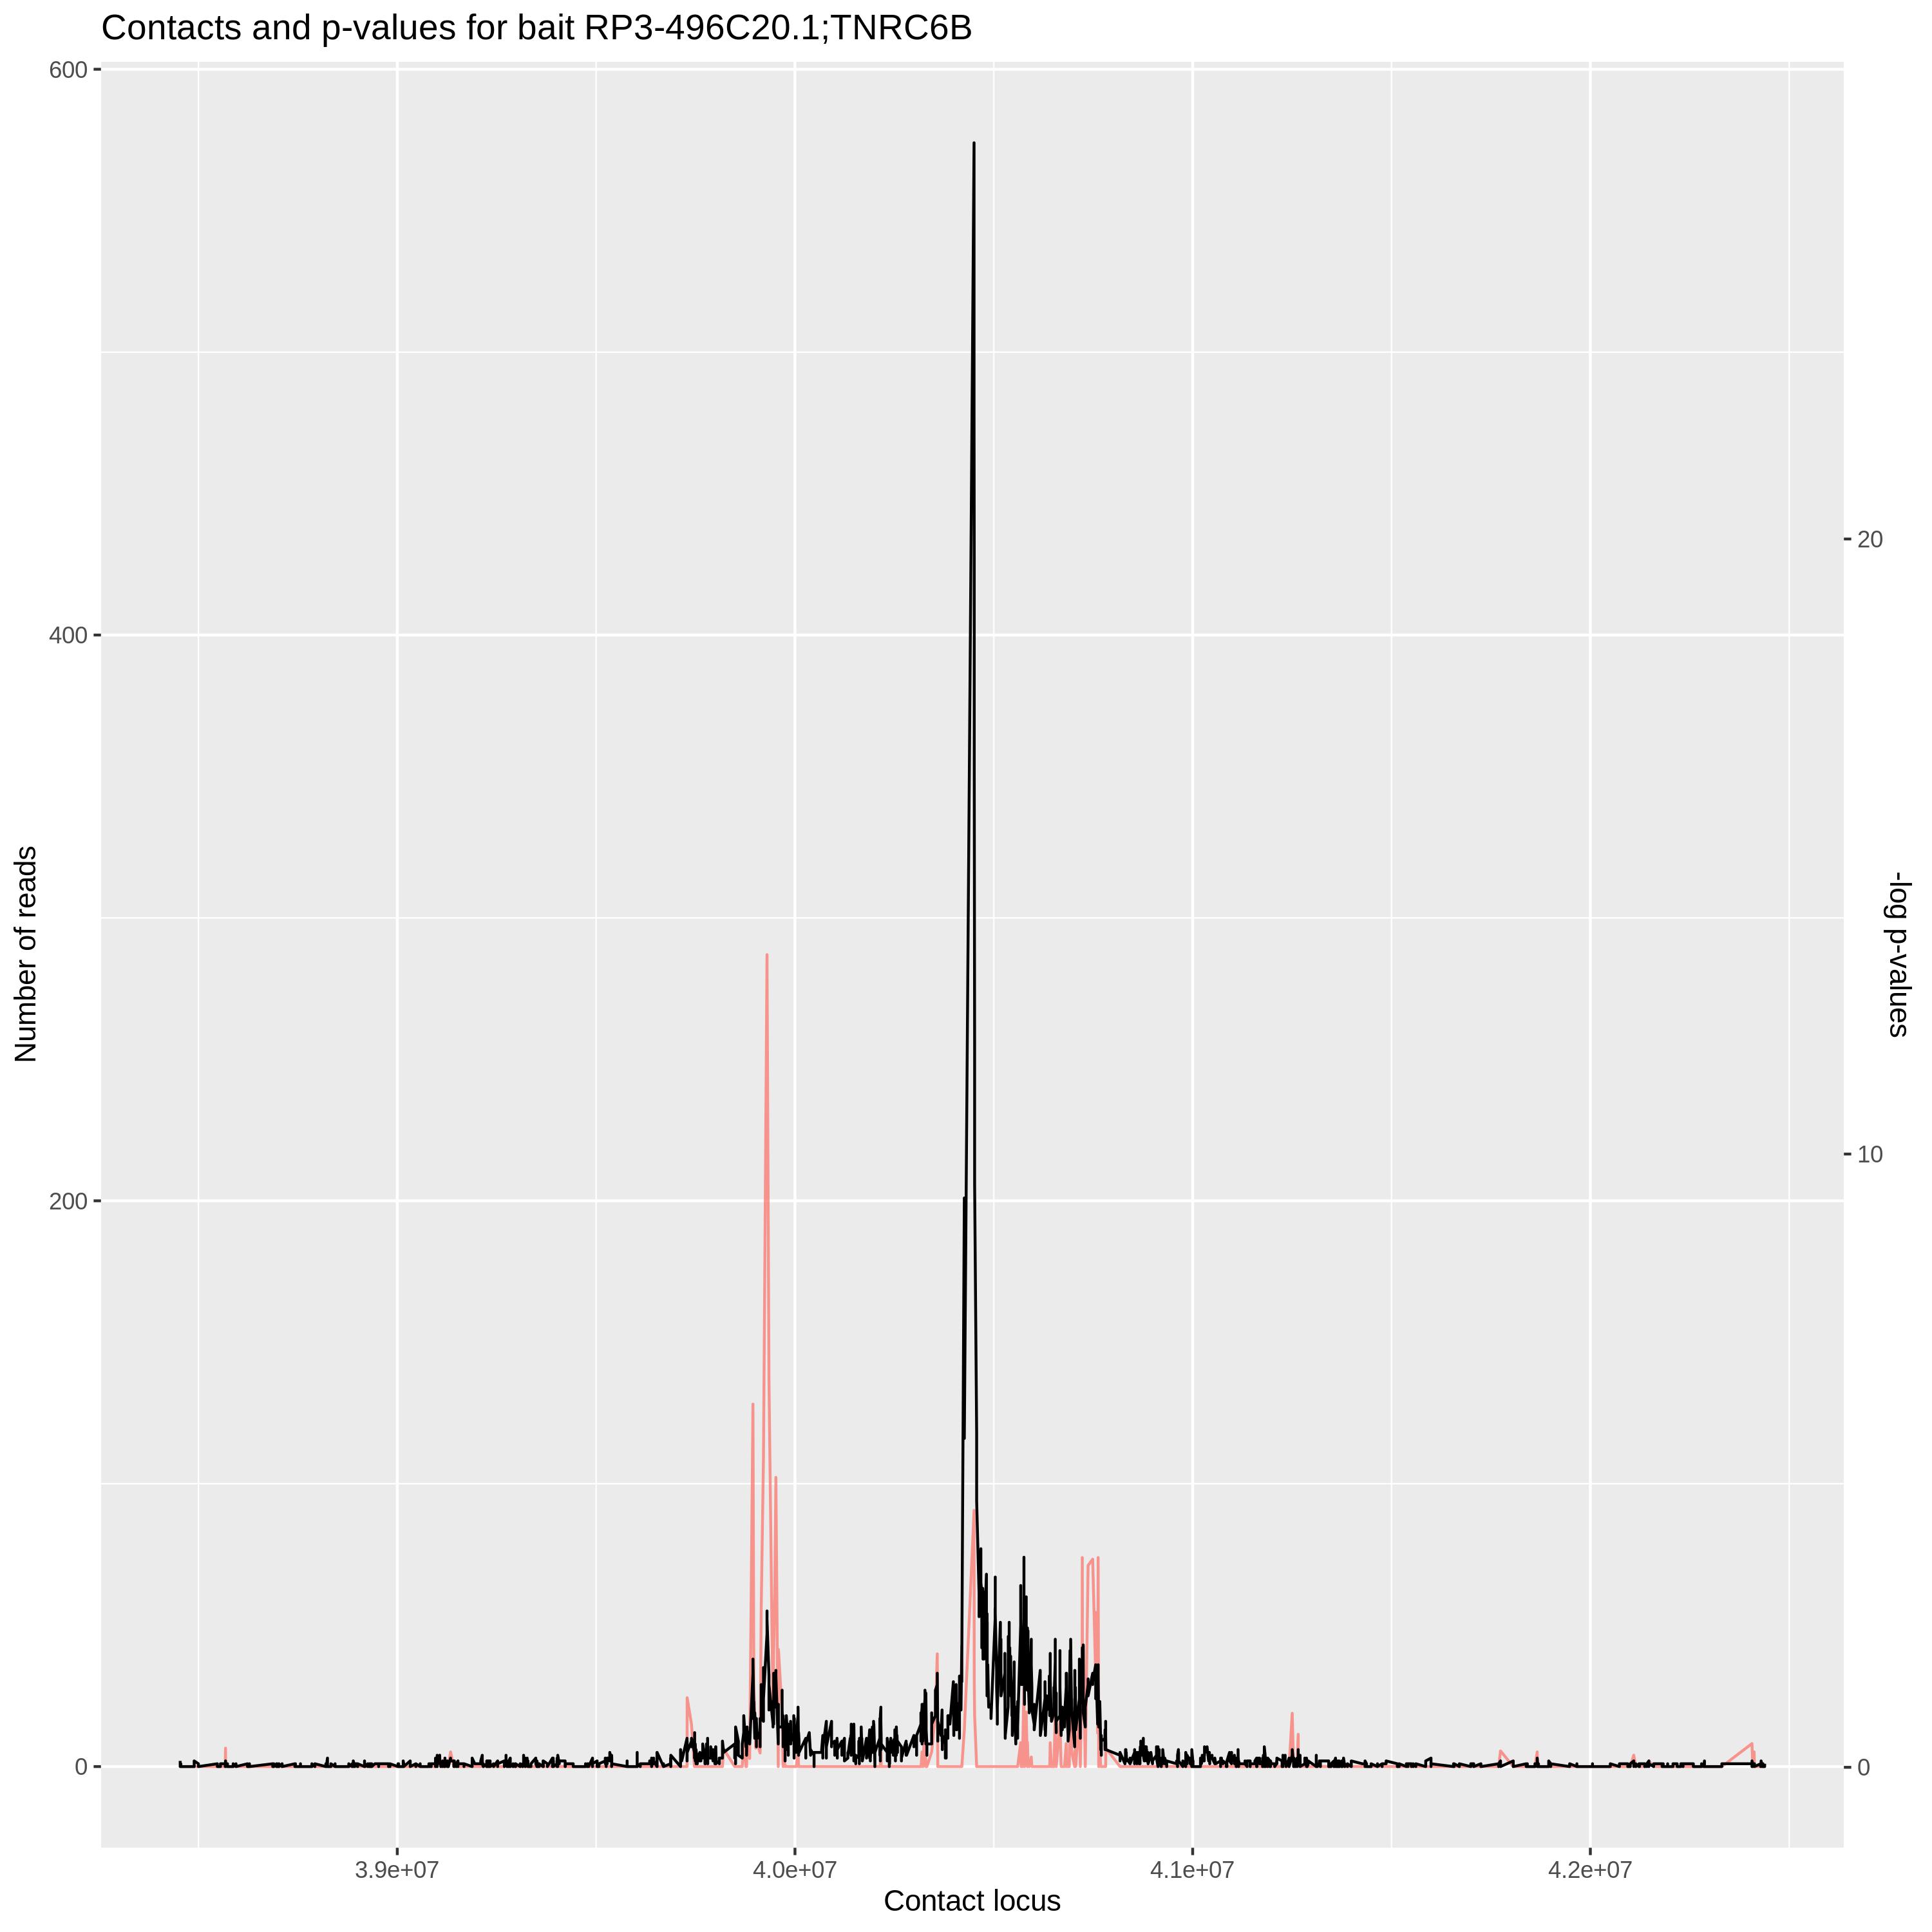 Contacts and p-values for bait RP3-496C20.1;TNRC6B
600
400
200
0
Number of reads
20
10
0
-log p-values
3.9e+07
4.0e+07
4.1e+07
4.2e+07
Contact locus